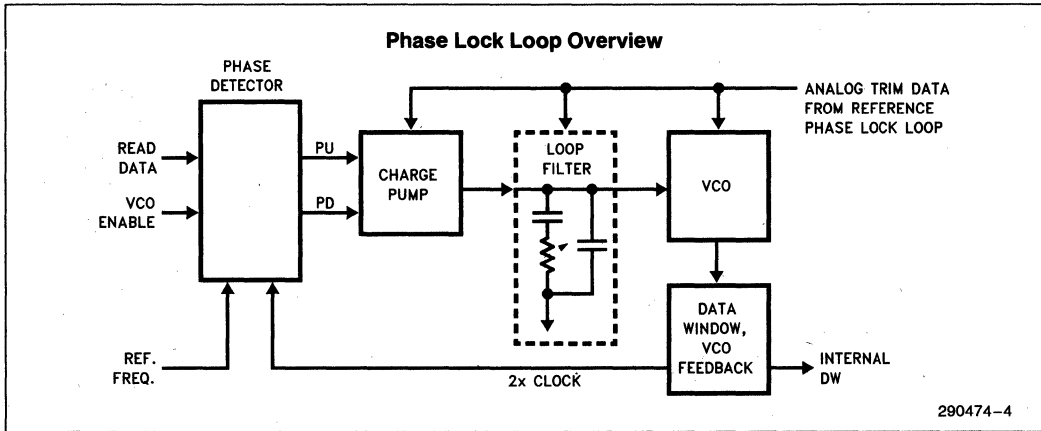 Phase Lock Loop Overview
PHASE
DETECTOR
ANALOG TRIM DATA
FROM REFERENCE
PHASE LOCK LOOP
READ
DATA
VCO
ENABLE
PU
PD
CHARGE
PUMP
LOOP
FILTER
VCO
DATA
WINDOW,
VCO
FEEDBACK
REF.
FREQ.
2x CLOCK
INTERNAL
DW
290474-4